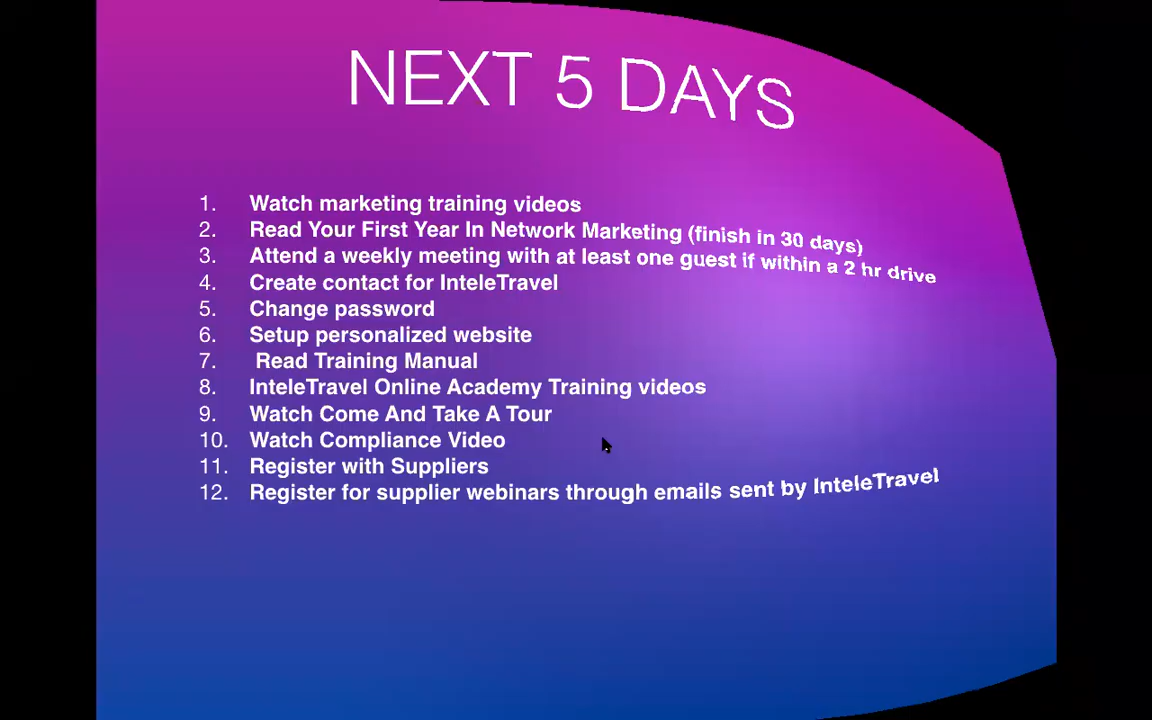 NEXT 5 DAYS
1. Watch marketing training videos
2. Read Your First Year In Network Marketing (finish in 30 days)
3. Attend a weekly meeting with at least one guest if within a 2 hr drive
4. Create contact for InteleTravel
5. Change password
6. Setup personalized website
7. Read Training Manual
8. InteleTravel Online Academy Training videos
9. Watch Come And Take A Tour
10. Watch Compliance Video
11. Register with Suppliers
12. Register for supplier webinars through emails sent by InteleTravel